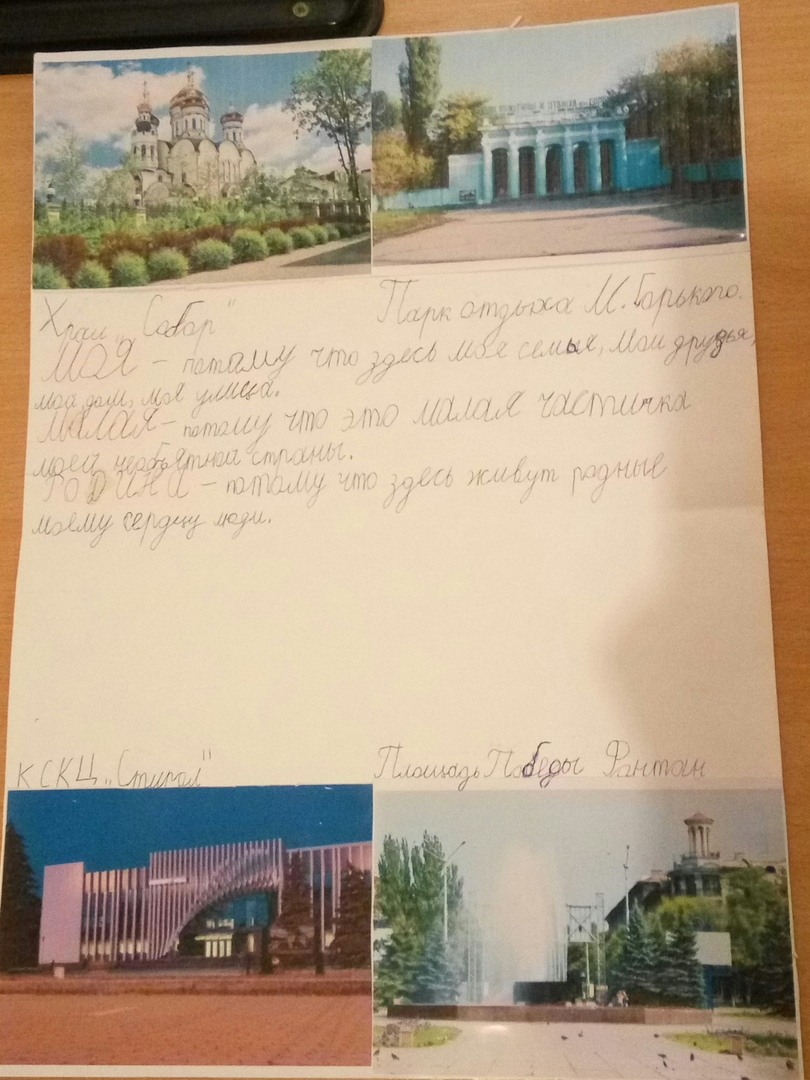 Храм „Собор"
Парк отдыха М. Горького.
МОЯ – потому что здесь моя семья, мои друзья,
мой дом, моя улица.
МАЛАЯ – потому что это малая частичка
моей необъятной страны.
РОДИНА – потому что здесь живут родные
моему сердцу люди.
КСКЦ „Стирол"
Площадь Победы Фантан